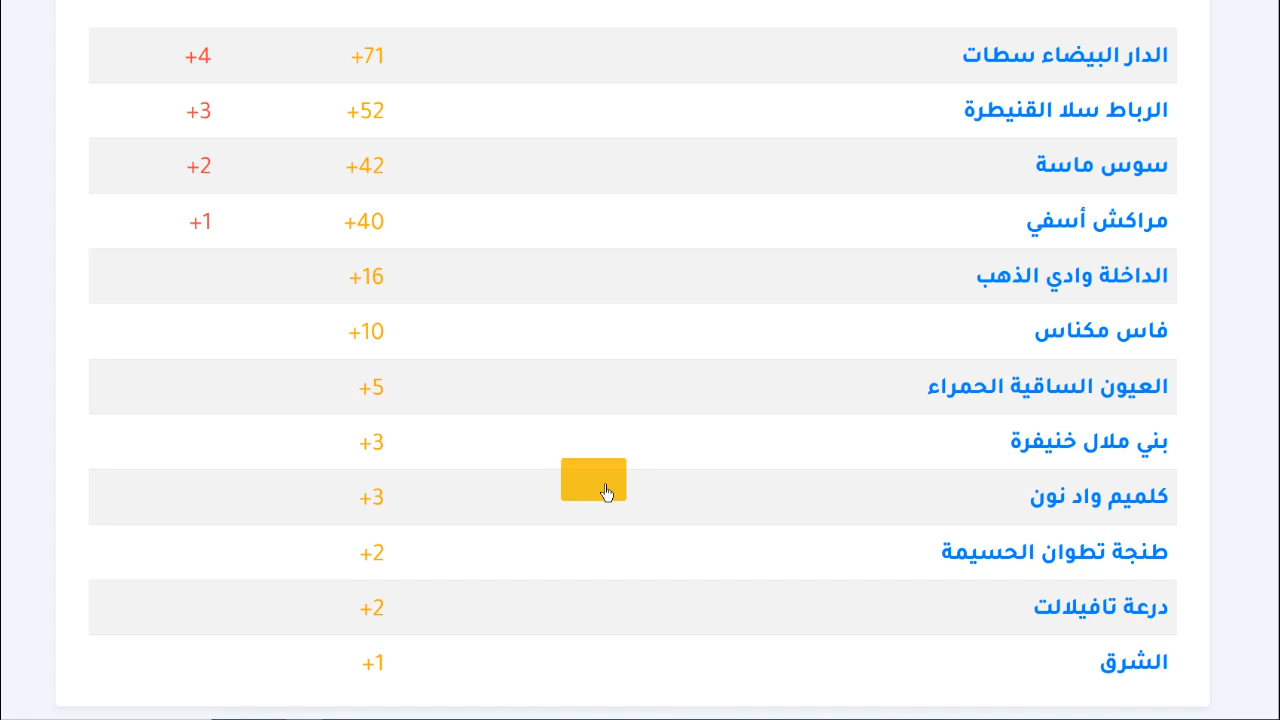 الدار البيضاء سطات +71 +4
الرباط سلا القنيطرة +52 +3
سوس ماسة +42 +2
مراكش أسفي +40 +1
الداخلة وادي الذهب +16
فاس مكناس +10
العيون الساقية الحمراء +5
بني ملال خنيفرة +3
كلميم واد نون +3
طنجة تطوان الحسيمة +2
درعة تافيلالت +2
الشرق +1